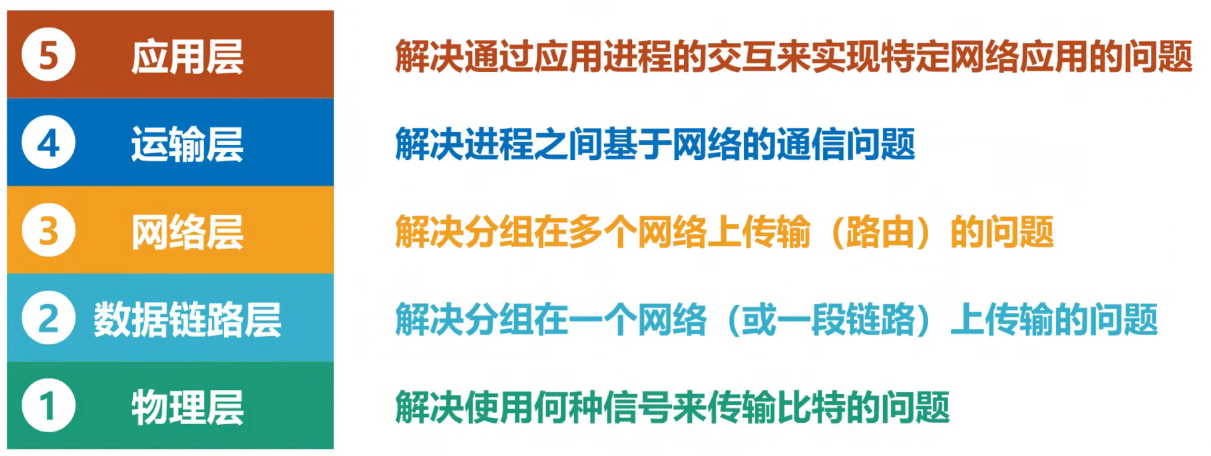 5 应用层 解决通过应用进程的交互来实现特定网络应用的问题
4 运输层 解决进程之间基于网络的通信问题
3 网络层 解决分组在多个网络上传输（路由）的问题
2 数据链路层 解决分组在一个网络（或一段链路）上传输的问题
1 物理层 解决使用何种信号来传输比特的问题